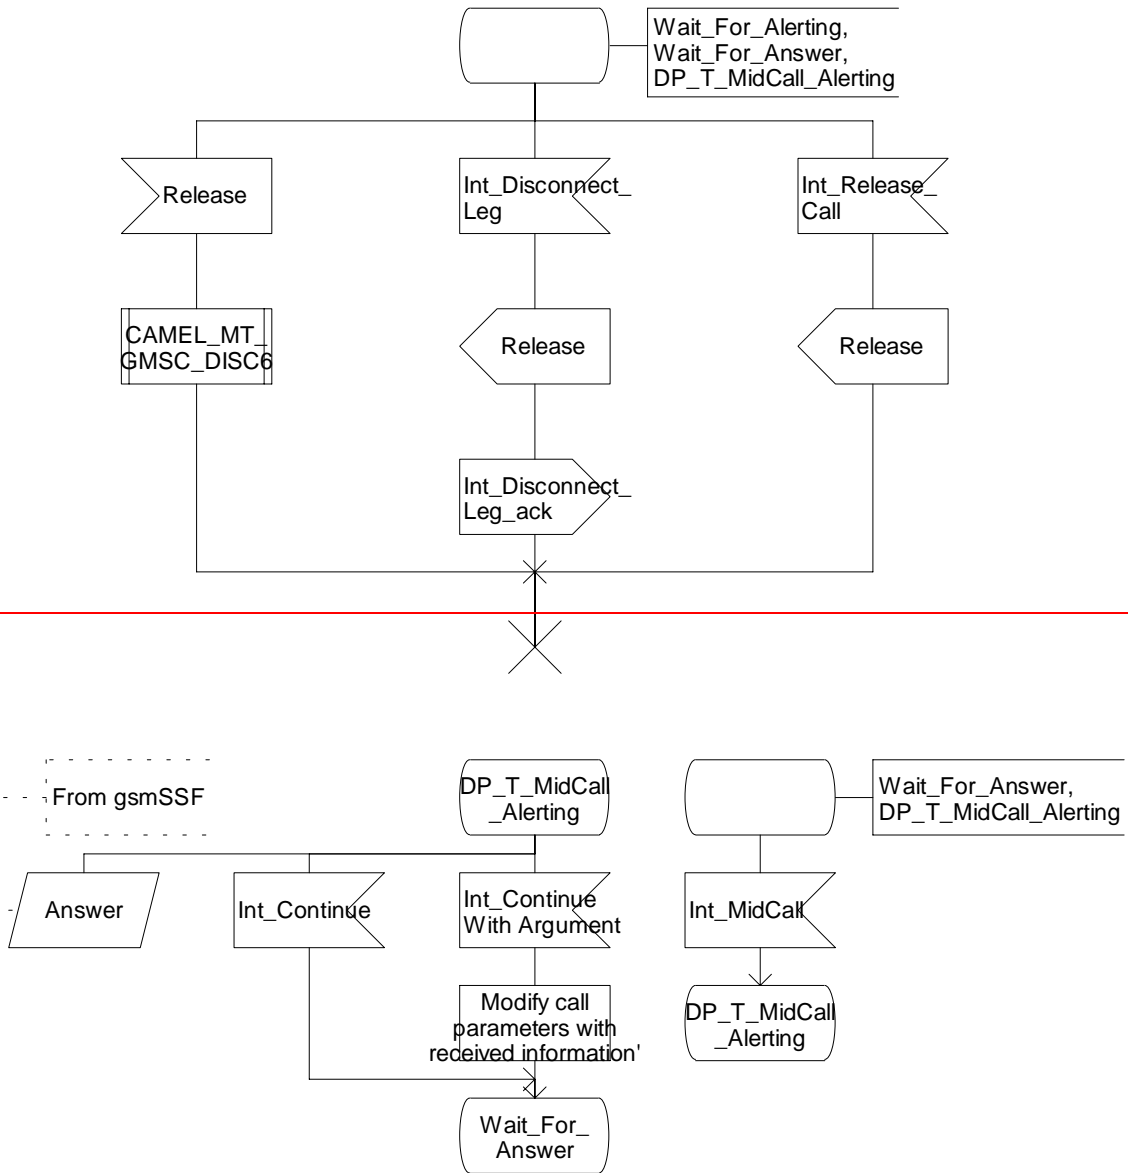 Wait_For_Alerting,
Wait_For_Answer,
DP_T_MidCall_Alerting
Release
Int_Disconnect_
Leg
Int_Release_
Call
CAMEL_MT_
GMSC_DISC6
Release
Release
Int_Disconnect_
Leg_ack
From gsmSSF
DP_T_MidCall
_Alerting
Wait_For_Answer,
DP_T_MidCall_Alerting
Answer
Int_Continue
Int_Continue
With Argument
Int_MidCall
Modify call
parameters with
received information'
DP_T_MidCall
_Alerting
Wait_For_
Answer